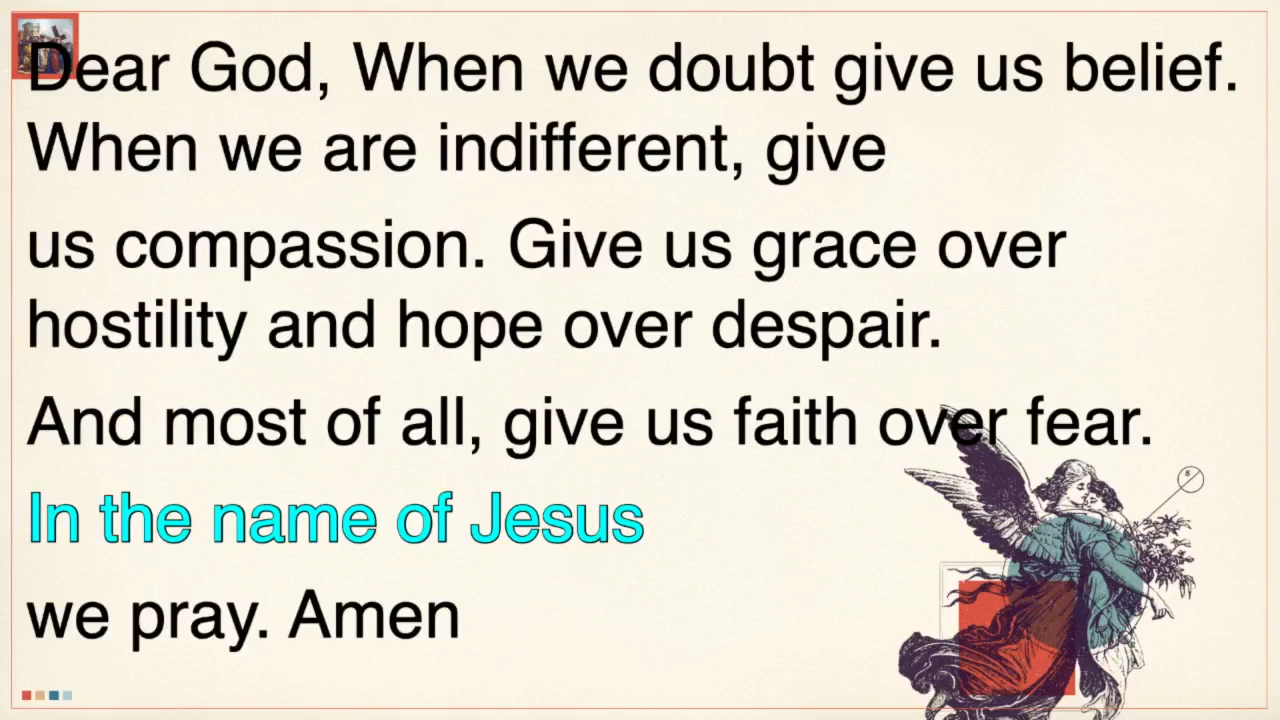 Dear God, When we doubt give us belief.
When we are indifferent, give
us compassion. Give us grace over
hostility and hope over despair.
And most of all, give us faith over fear.
In the name of Jesus
we pray. Amen